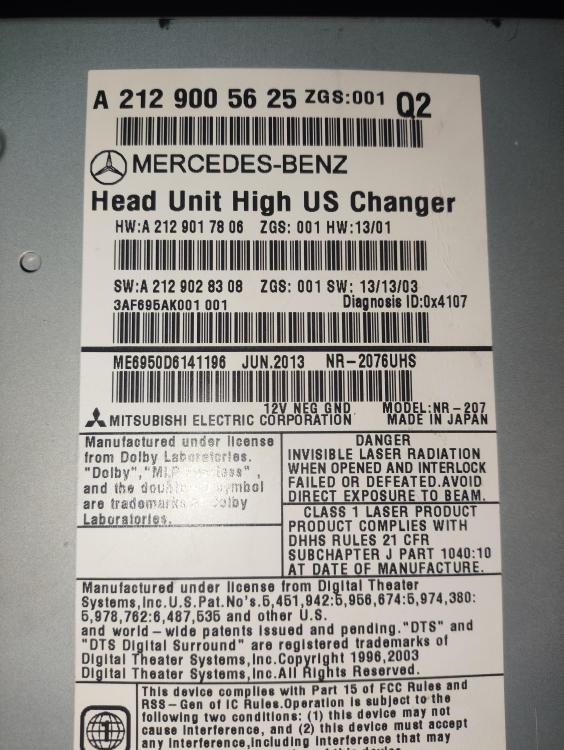 A 212 900 56 25 ZGS:001 Q2
MERCEDES-BENZ
Head Unit High US Changer
HW:A 212 901 78 06 ZGS: 001 HW:13/01
SW:A 212 902 83 08 ZGS: 001 SW: 13/13/03
3AF695AK001 001 Diagnosis ID:0x4107
ME6950D6141196 JUN.2013 NR-2076UHS
12V NEG GND MODEL:NR-207
MITSUBISHI ELECTRIC CORPORATION MADE IN JAPAN
Manufactured under license
from Dolby Laboratories.
"Dolby","MLP Lossless",
and the double-D symbol
are trademarks of Dolby
Laboratories.
DANGER
INVISIBLE LASER RADIATION
WHEN OPENED AND INTERLOCK
FAILED OR DEFEATED.AVOID
DIRECT EXPOSURE TO BEAM.
CLASS 1 LASER PRODUCT
PRODUCT COMPLIES WITH
DHHS RULES 21 CFR
SUBCHAPTER J PART 1040:10
AT DATE OF MANUFACTURE.
Manufactured under license from Digital Theater
Systems,Inc.U.S.Pat.No's.5,451,942:5,956,674:5,974,380:
5,978,762:6,487,535 and other U.S.
and world-wide patents issued and pending."DTS" and
"DTS Digital Surround" are registered trademarks of
Digital Theater Systems,Inc.Copyright 1996,2003
Digital Theater Systems,Inc.All Rights Reserved.
This device complies with Part 15 of FCC Rules and
RSS-Gen of IC Rules.Operation is subject to the
following two conditions: (1) this device may not
cause interference, and (2) this device must accept
any interference,including interference that may